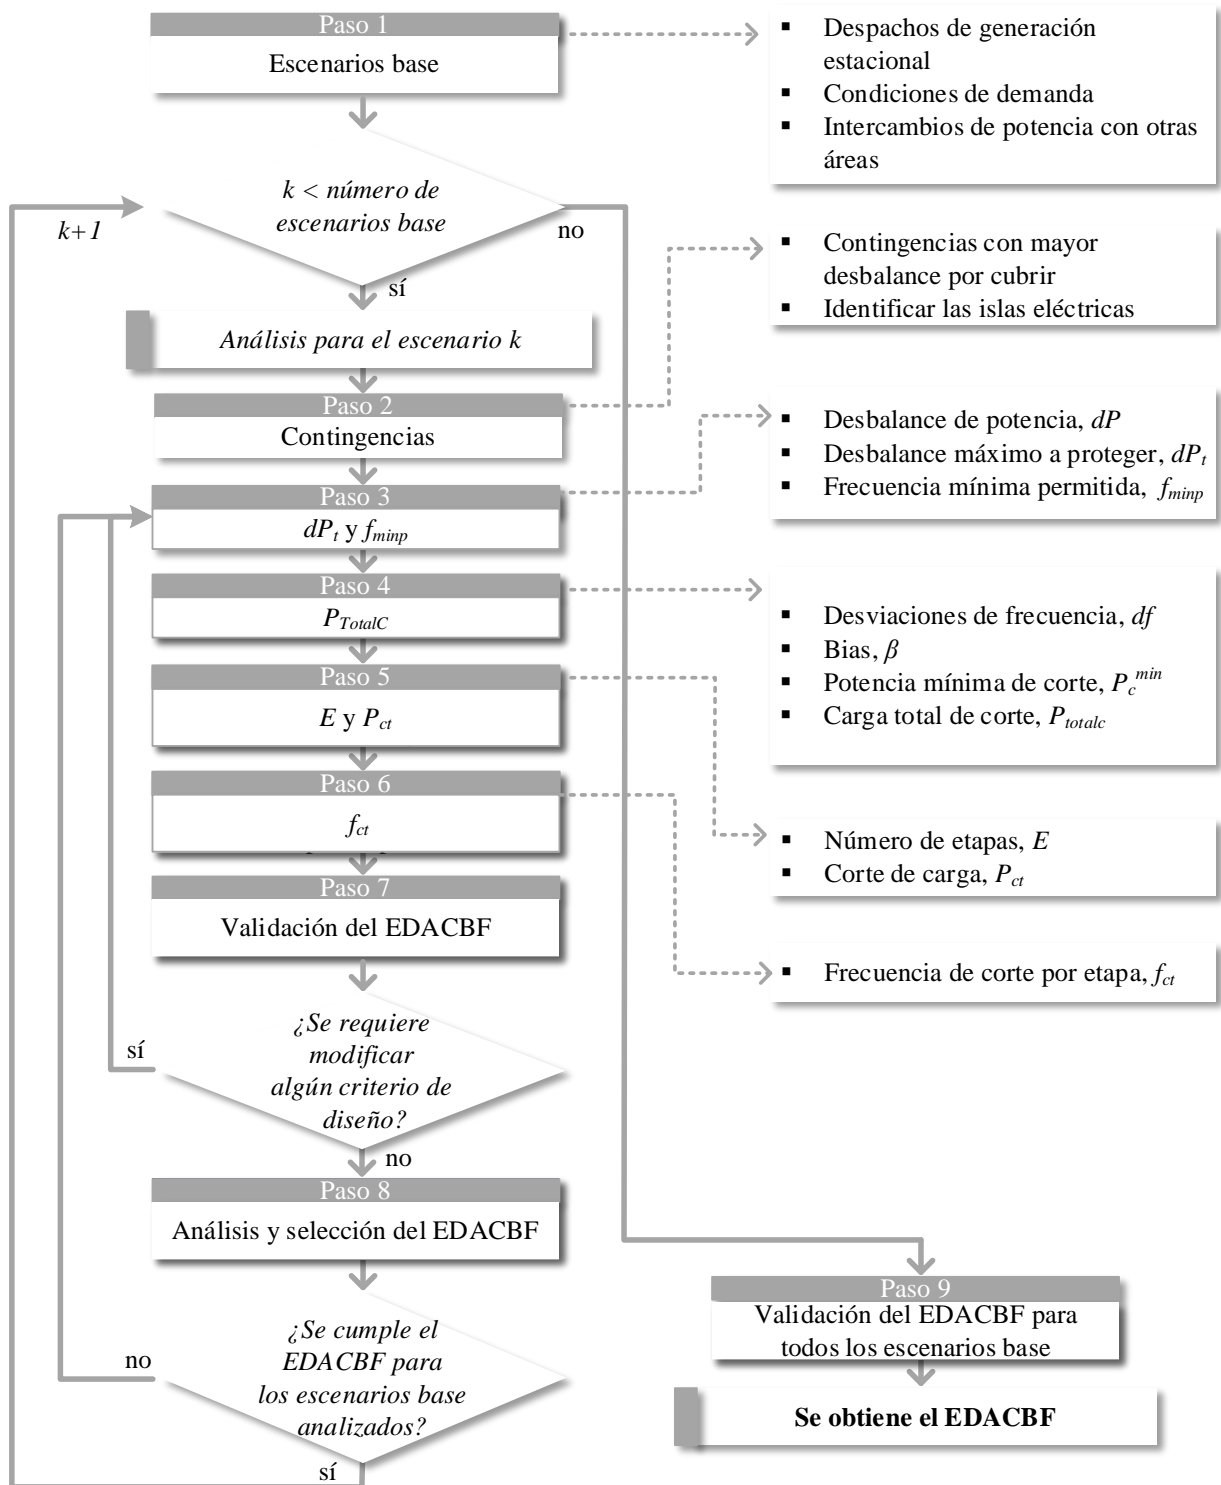 Paso 1
Escenarios base
▪ Despachos de generación
estacional
▪ Condiciones de demanda
▪ Intercambios de potencia con otras
áreas
k < número de
escenarios base
k+1
no
sí
▪ Contingencias con mayor
desbalance por cubrir
▪ Identificar las islas eléctricas
Análisis para el escenario k
Paso 2
Contingencias
▪ Desbalance de potencia, dP
▪ Desbalance máximo a proteger, dPt
▪ Frecuencia mínima permitida, fminp
Paso 3
dPt y fminp
Paso 4
PTotalC
▪ Desviaciones de frecuencia, df
▪ Bias, β
▪ Potencia mínima de corte, Pc^min
▪ Carga total de corte, Ptotalc
Paso 5
E y Pct
Paso 6
fct
▪ Número de etapas, E
▪ Corte de carga, Pct
Paso 7
Validación del EDACBF
▪ Frecuencia de corte por etapa, fct
¿Se requiere
modificar
algún criterio de
diseño?
sí
no
Paso 8
Análisis y selección del EDACBF
¿Se cumple el
EDACBF para
los escenarios base
analizados?
no
sí
Paso 9
Validación del EDACBF para
todos los escenarios base
Se obtiene el EDACBF